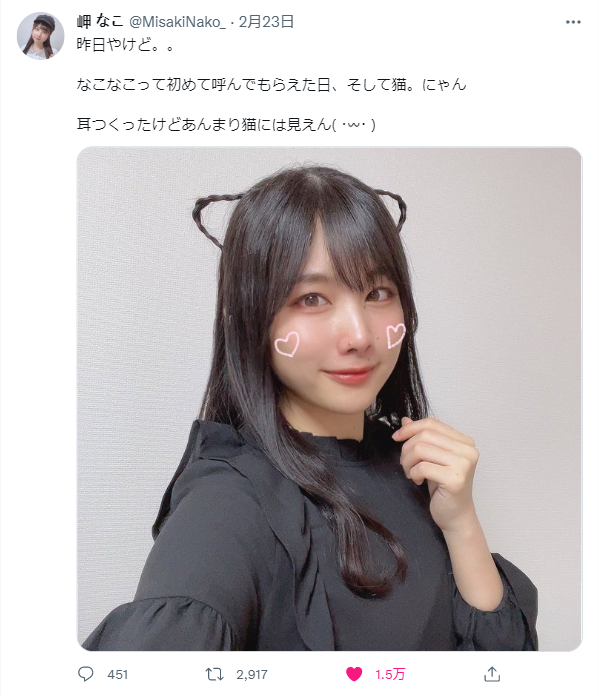 岬 なこ @MisakiNako_ · 2月23日
昨日やけど。。
なこなこって初めて呼んでもらえた日、そして猫。にゃん
耳つくったけどあんまり猫には見えん( ･᷄ὢ･᷅ )
451 2,917 1.5万